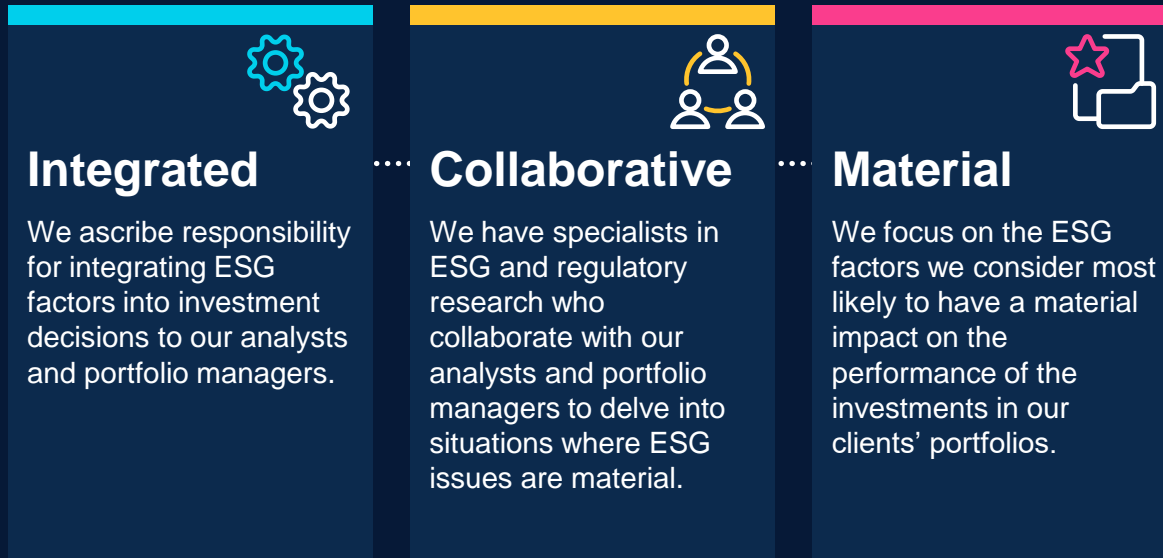 Integrated
We ascribe responsibility
for integrating ESG
factors into investment
decisions to our analysts
and portfolio managers.
Collaborative
We have specialists in
ESG and regulatory
research who
collaborate with our
analysts and portfolio
managers to delve into
situations where ESG
issues are material.
Material
We focus on the ESG
factors we consider most
likely to have a material
impact on the
performance of the
investments in our
clients’ portfolios.